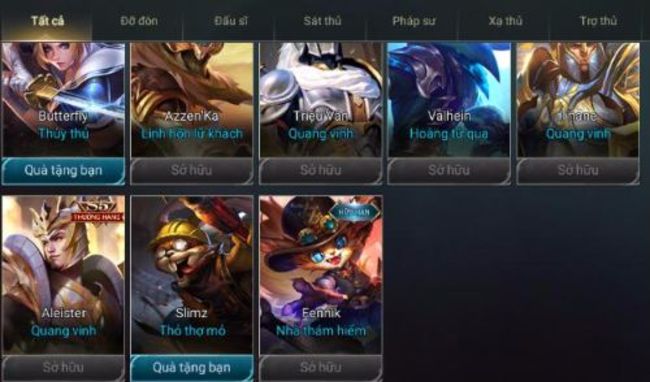 Tất cả Đỡ đòn Đấu sĩ Sát thủ Pháp sư Xạ thủ Trợ thủ
Butterfly Azzen'Ka Triệu Vân Valhein Thane
Thủy thủ Linh hồn lữ khách Quang vinh Hoàng tử quạ Quang vinh
Quà tặng bạn Sở hữu Sở hữu Sở hữu Sở hữu
S5 HỮU HẠN
THƯỞNG HẠNG
Aleister Slimz Fennik
Quang vinh Thỏ thợ mỏ Nhà thám hiểm
Sở hữu Quà tặng bạn Sở hữu